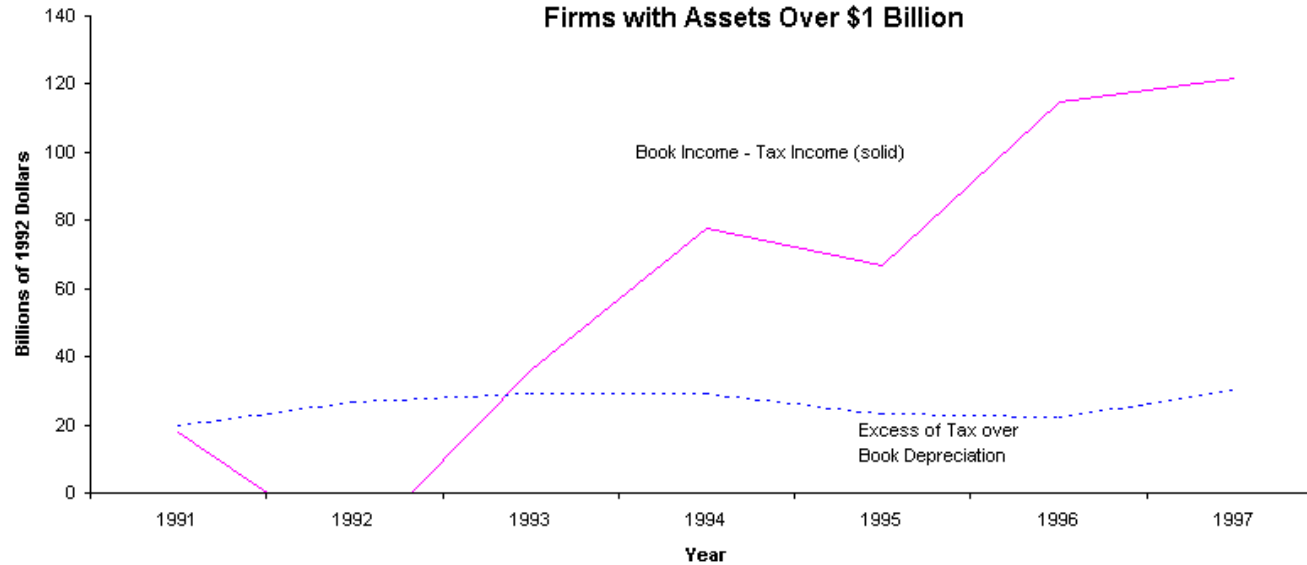 Firms with Assets Over $1 Billion
140
120
100
80
60
40
20
0
Billions of 1992 Dollars
Book Income - Tax Income (solid)
Excess of Tax over
Book Depreciation
1991 1992 1993 1994 1995 1996 1997
Year